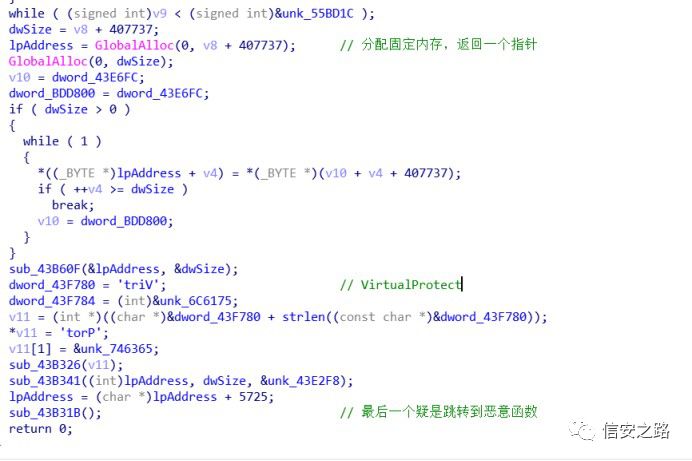 while ( (signed int)v9 < (signed int)&unk_55BD1C );
dwSize = v8 + 407737;
lpAddress = GlobalAlloc(0, v8 + 407737);       // 分配固定内存，返回一个指针
GlobalAlloc(0, dwSize);
v10 = dword_43E6FC;
dword_BDD800 = dword_43E6FC;
if ( dwSize > 0 )
{
  while ( 1 )
  {
    *((_BYTE *)lpAddress + v4) = *(_BYTE *)(v10 + v4 + 407737);
    if ( ++v4 >= dwSize )
      break;
    v10 = dword_BDD800;
  }
}
sub_43B60F(&lpAddress, &dwSize);
dword_43F780 = 'triV';                         // VirtualProtect
dword_43F784 = (int)&unk_6C6175;
v11 = (int *)((char *)&dword_43F780 + strlen((const char *)&dword_43F780));
*v11 = 'torP';
v11[1] = &unk_746365;
sub_43B326(v11);
sub_43B341((int)lpAddress, dwSize, &unk_43E2F8);
lpAddress = (char *)lpAddress + 5725;
sub_43B31B();                                  // 最后一个疑是跳转到恶意函数
return 0;
信安之路